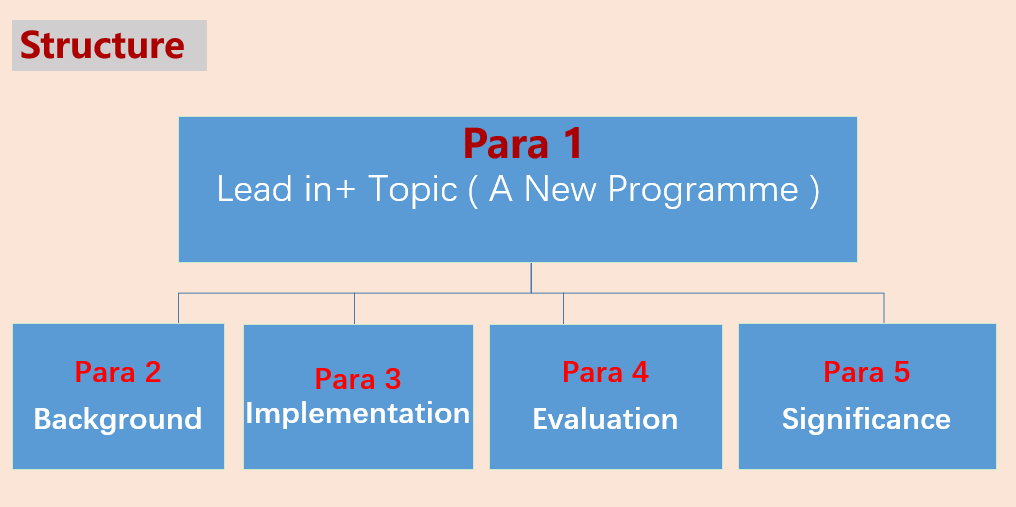 Structure
Para 1
Lead in+ Topic ( A New Programme )
Para 2
Background
Para 3
Implementation
Para 4
Evaluation
Para 5
Significance